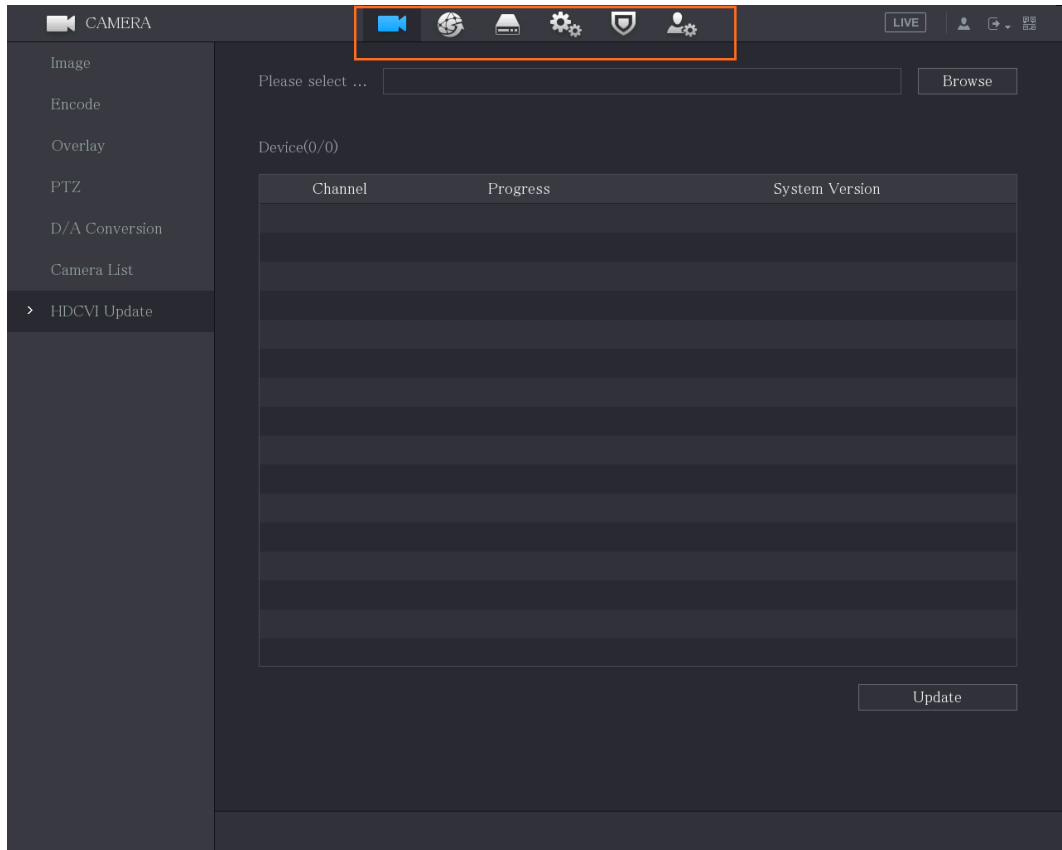 CAMERA
LIVE
Image
Encode
Overlay
PTZ
D/A Conversion
Camera List
HDCVI Update
Please select ...
Browse
Device(0/0)
Channel Progress System Version
Update